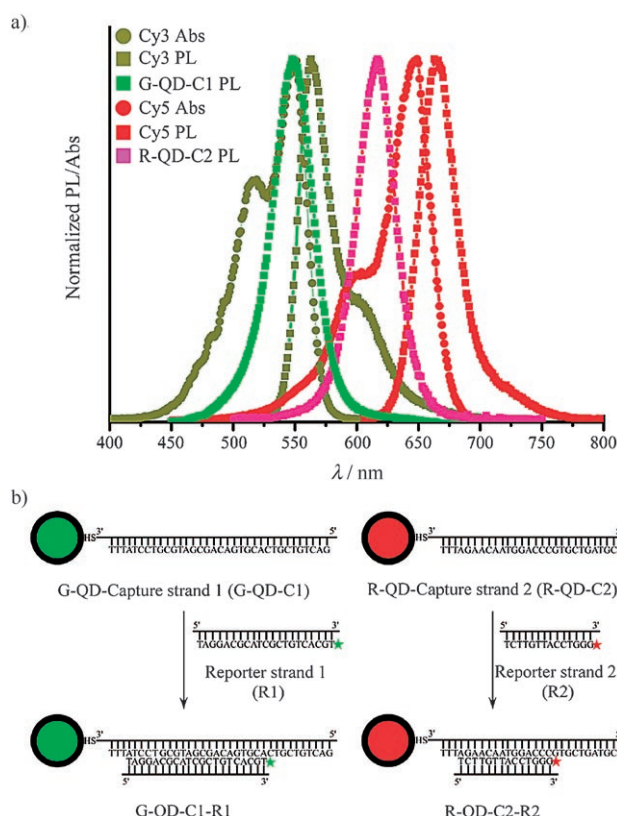 a)
Normalized PL/Abs
Cy3 Abs
Cy3 PL
G-QD-C1 PL
Cy5 Abs
Cy5 PL
R-QD-C2 PL
400 450 500 550 600 650 700 750 800
λ / nm
b)
HS 3' 5'
TTTATCCTGCGTAGCGACAGTGCACTGCTGTCAG
G-QD-Capture strand 1 (G-QD-C1)
5' 3'
TAGGACGCATCGCTGTCACGT
Reporter strand 1
(R1)
HS 3'
TTTATCCTGCGTAGCGACAGTGCACTGCTGTCAG
TAGGACGCATCGCTGTCACGT
5' 3'
G-QD-C1-R1
HS 3'
TTTAGAACAATGGACCCGTGCTGATGC
R-QD-Capture strand 2 (R-QD-C2)
5' 3'
TCTTGTTACCTGGG
Reporter strand 2
(R2)
HS 3'
TTTAGAACAATGGACCCGTGCTGATGC
TCTTGTTACCTGGG
5' 3'
R-QD-C2-R2